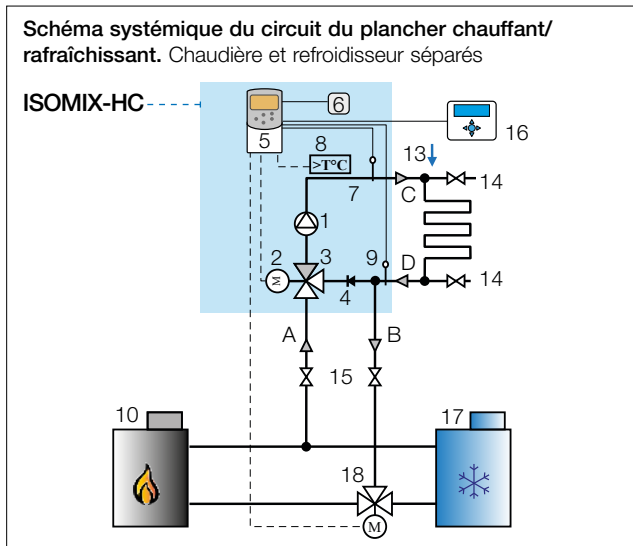 Schéma systémique du circuit du plancher chauffant/
rafraîchissant. Chaudière et refroidisseur séparés
ISOMIX-HC
6
5
16
8
>T°C
13
7
C
14
1
2
3
9
M
4
D
14
A
B
15
10
17
18
M